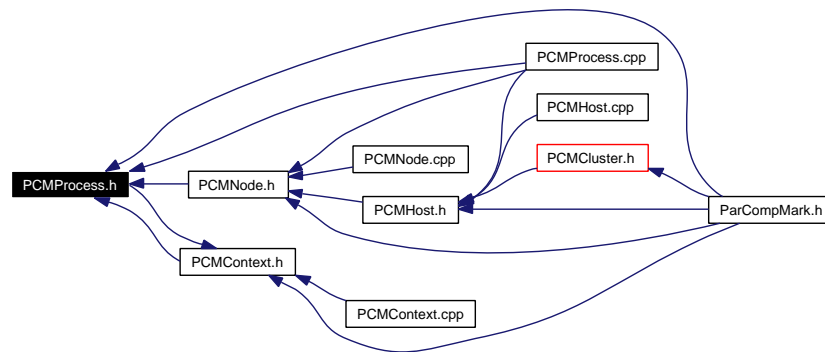 PCMProcess.cpp
PCMHost.cpp
PCMNode.cpp
PCMCluster.h
PCMProcess.h
PCMNode.h
PCMHost.h
ParCompMark.h
PCMContext.h
PCMContext.cpp